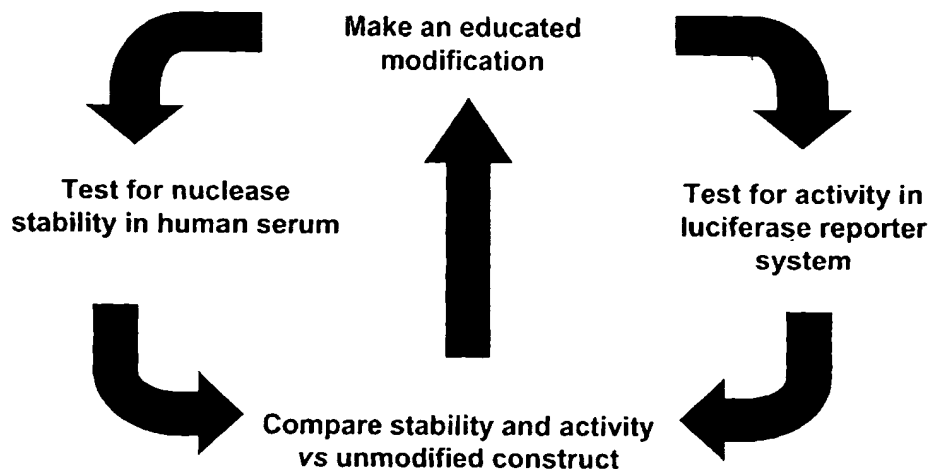 Make an educated
modification
Test for nuclease
stability in human serum
Test for activity in
luciferase reporter
system
Compare stability and activity
vs unmodified construct